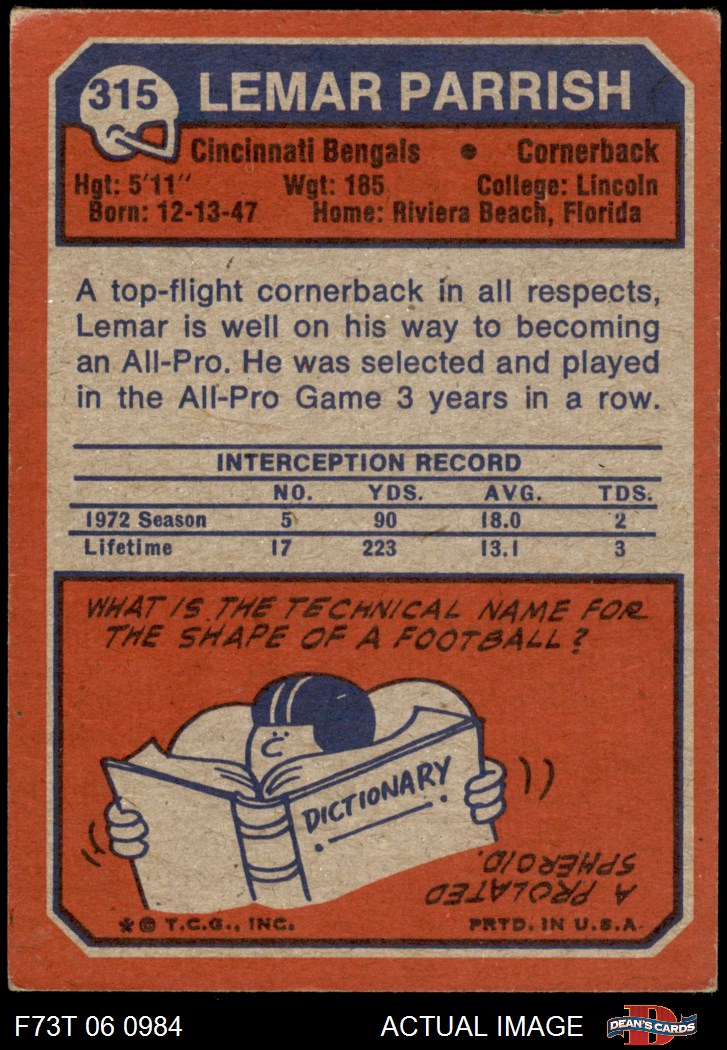 315 LEMAR PARRISH
Cincinnati Bengals • Cornerback
Hgt: 5'11" Wgt: 185 College: Lincoln
Born: 12-13-47 Home: Riviera Beach, Florida
A top-flight cornerback in all respects,
Lemar is well on his way to becoming
an All-Pro. He was selected and played
in the All-Pro Game 3 years in a row.
INTERCEPTION RECORD
NO. YDS. AVG. TDS.
1972 Season 5 90 18.0 2
Lifetime 17 223 13.1 3
WHAT IS THE TECHNICAL NAME FOR
THE SHAPE OF A FOOTBALL?
DICTIONARY
A PROLATED
SPHEROID.
* © T.C.G., INC. PRTD. IN U.S.A.
F73T 06 0984 ACTUAL IMAGE D DEAN'S CARDS